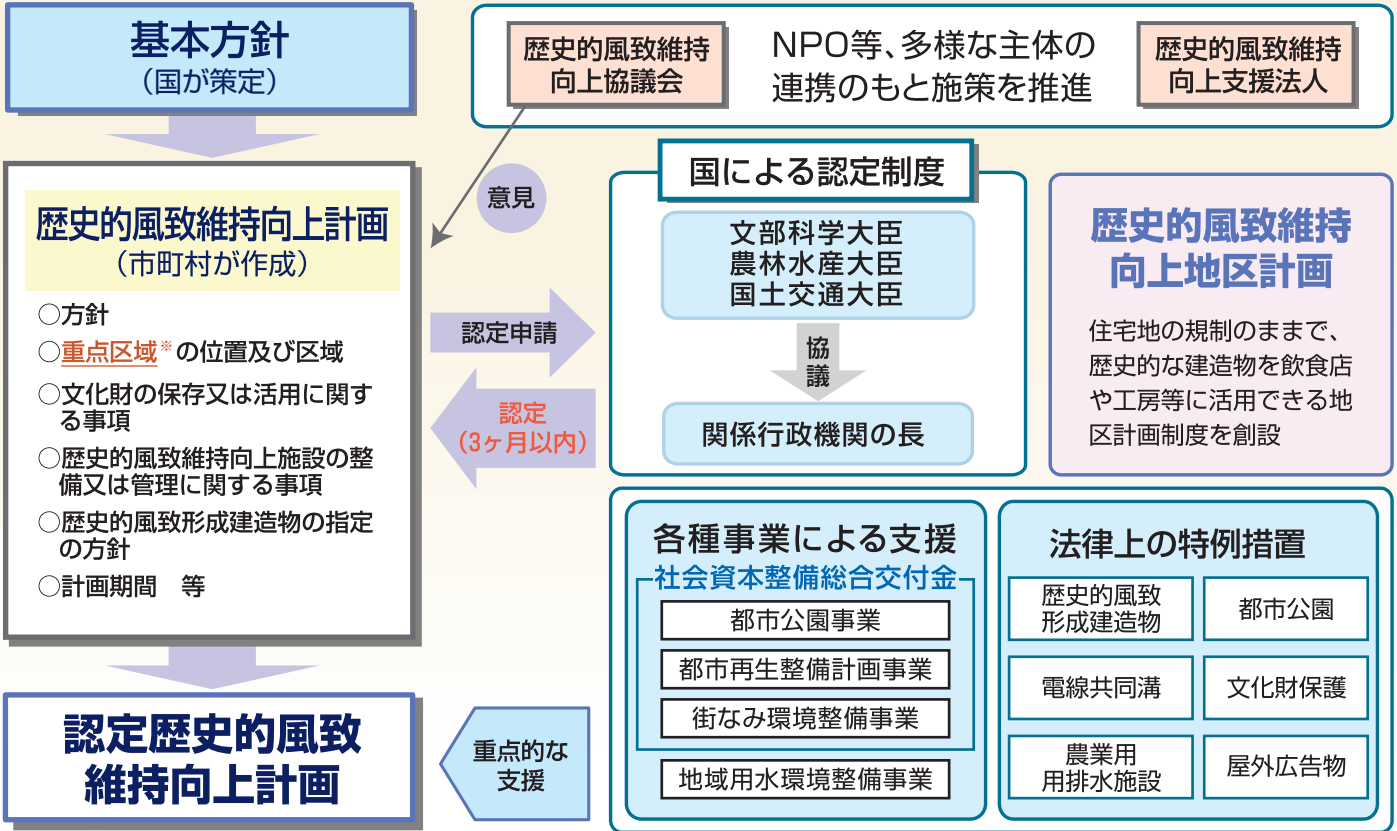 基本方針
（国が策定）
歴史的風致維持
向上協議会
NPO等、多様な主体の
連携のもと施策を推進
歴史的風致維持
向上支援法人
歴史的風致維持向上計画
（市町村が作成）
○方針
○重点区域※の位置及び区域
○文化財の保存又は活用に関す
る事項
○歴史的風致維持向上施設の整
備又は管理に関する事項
○歴史的風致形成建造物の指定
の方針
○計画期間　等
意見
認定申請
認定
（3ヶ月以内）
国による認定制度
文部科学大臣
農林水産大臣
国土交通大臣
協
議
関係行政機関の長
歴史的風致維持
向上地区計画
住宅地の規制のままで、
歴史的な建造物を飲食店
や工房等に活用できる地
区計画制度を創設
認定歴史的風致
維持向上計画
重点的な
支援
各種事業による支援
社会資本整備総合交付金
都市公園事業
都市再生整備計画事業
街なみ環境整備事業
地域用水環境整備事業
法律上の特例措置
歴史的風致
形成建造物
都市公園
電線共同溝
文化財保護
農業用
用排水施設
屋外広告物